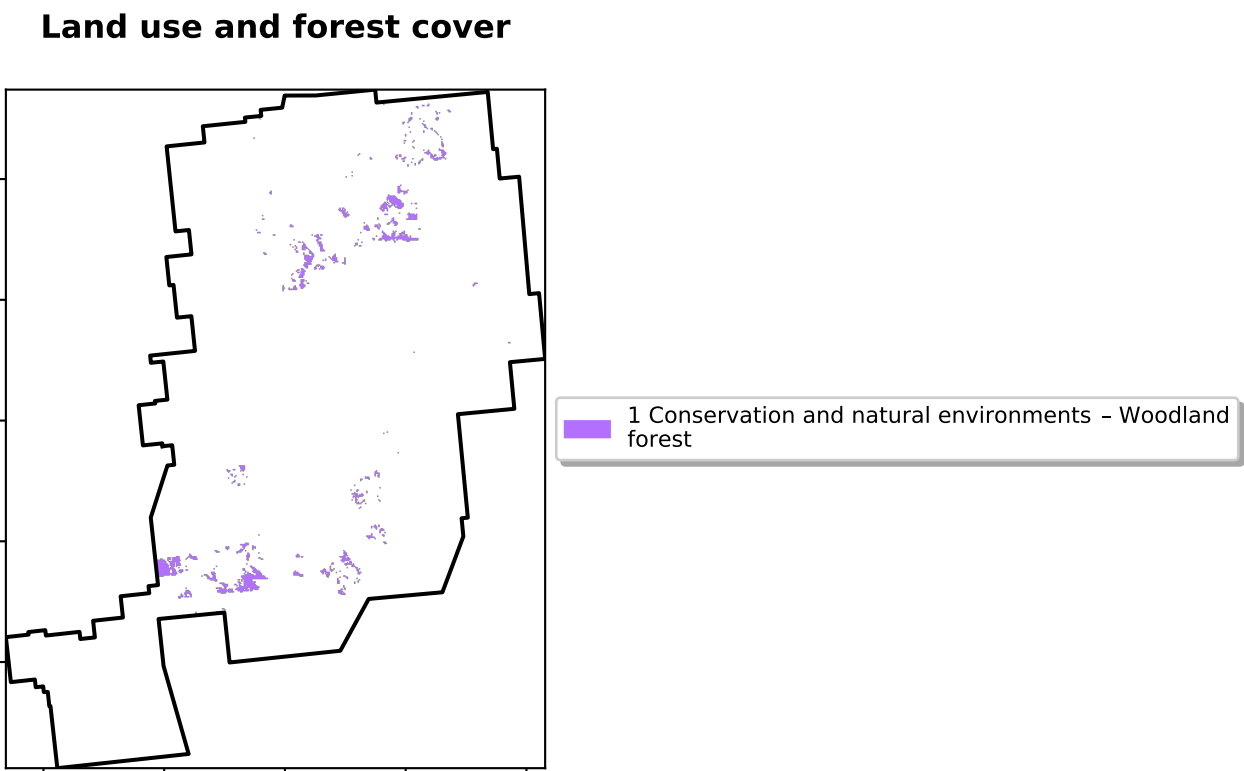 Land use and forest cover
1 Conservation and natural environments – Woodland
forest